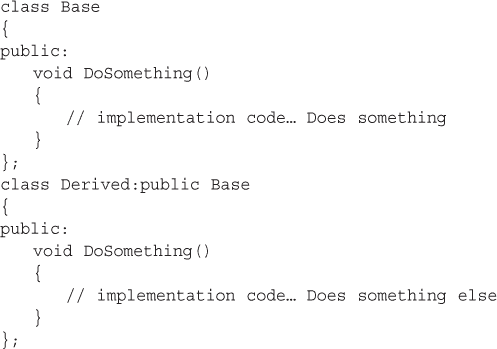 class Base
{
public:
   void DoSomething()
   {
      // implementation code… Does something
   }
};
class Derived:public Base
{
public:
   void DoSomething()
   {
      // implementation code… Does something else
   }
};